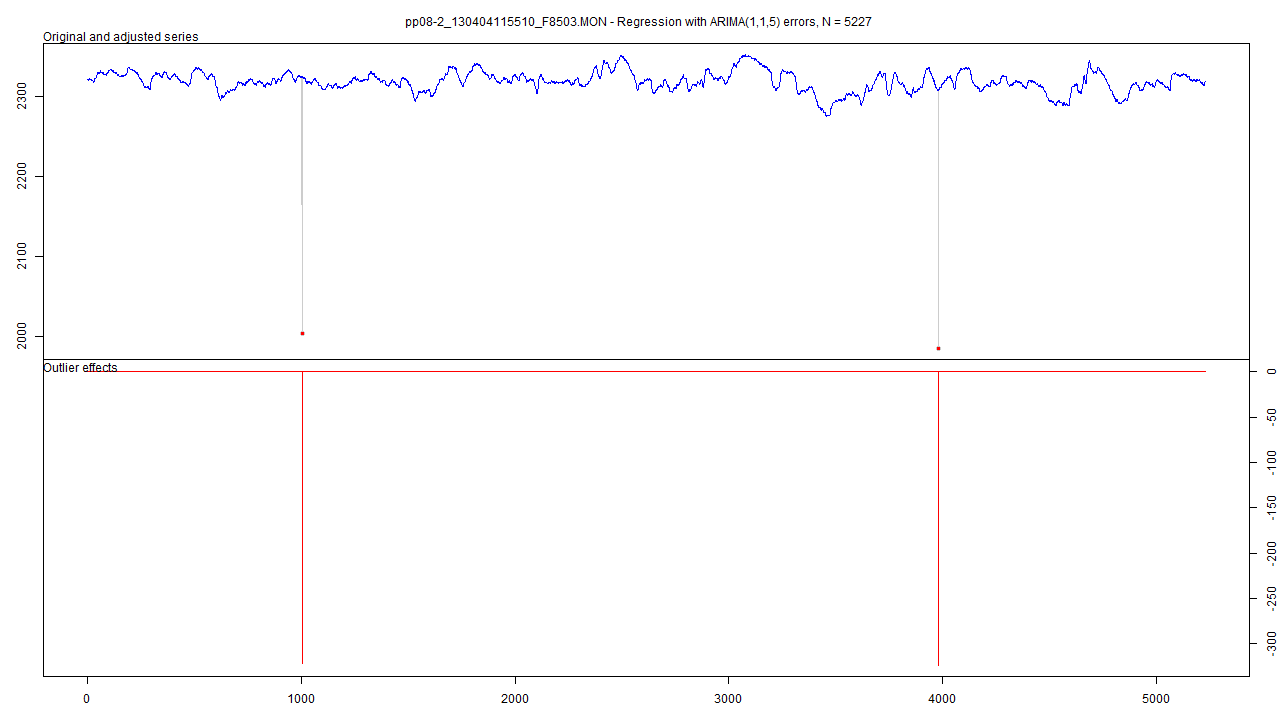 pp08-2_130404115510_F8503.MON - Regression with ARIMA(1,1,5) errors, N = 5227
Original and adjusted series
2300
2200
2100
2000
Outlier effects
0
-50
-100
-150
-200
-250
-300
0 1000 2000 3000 4000 5000